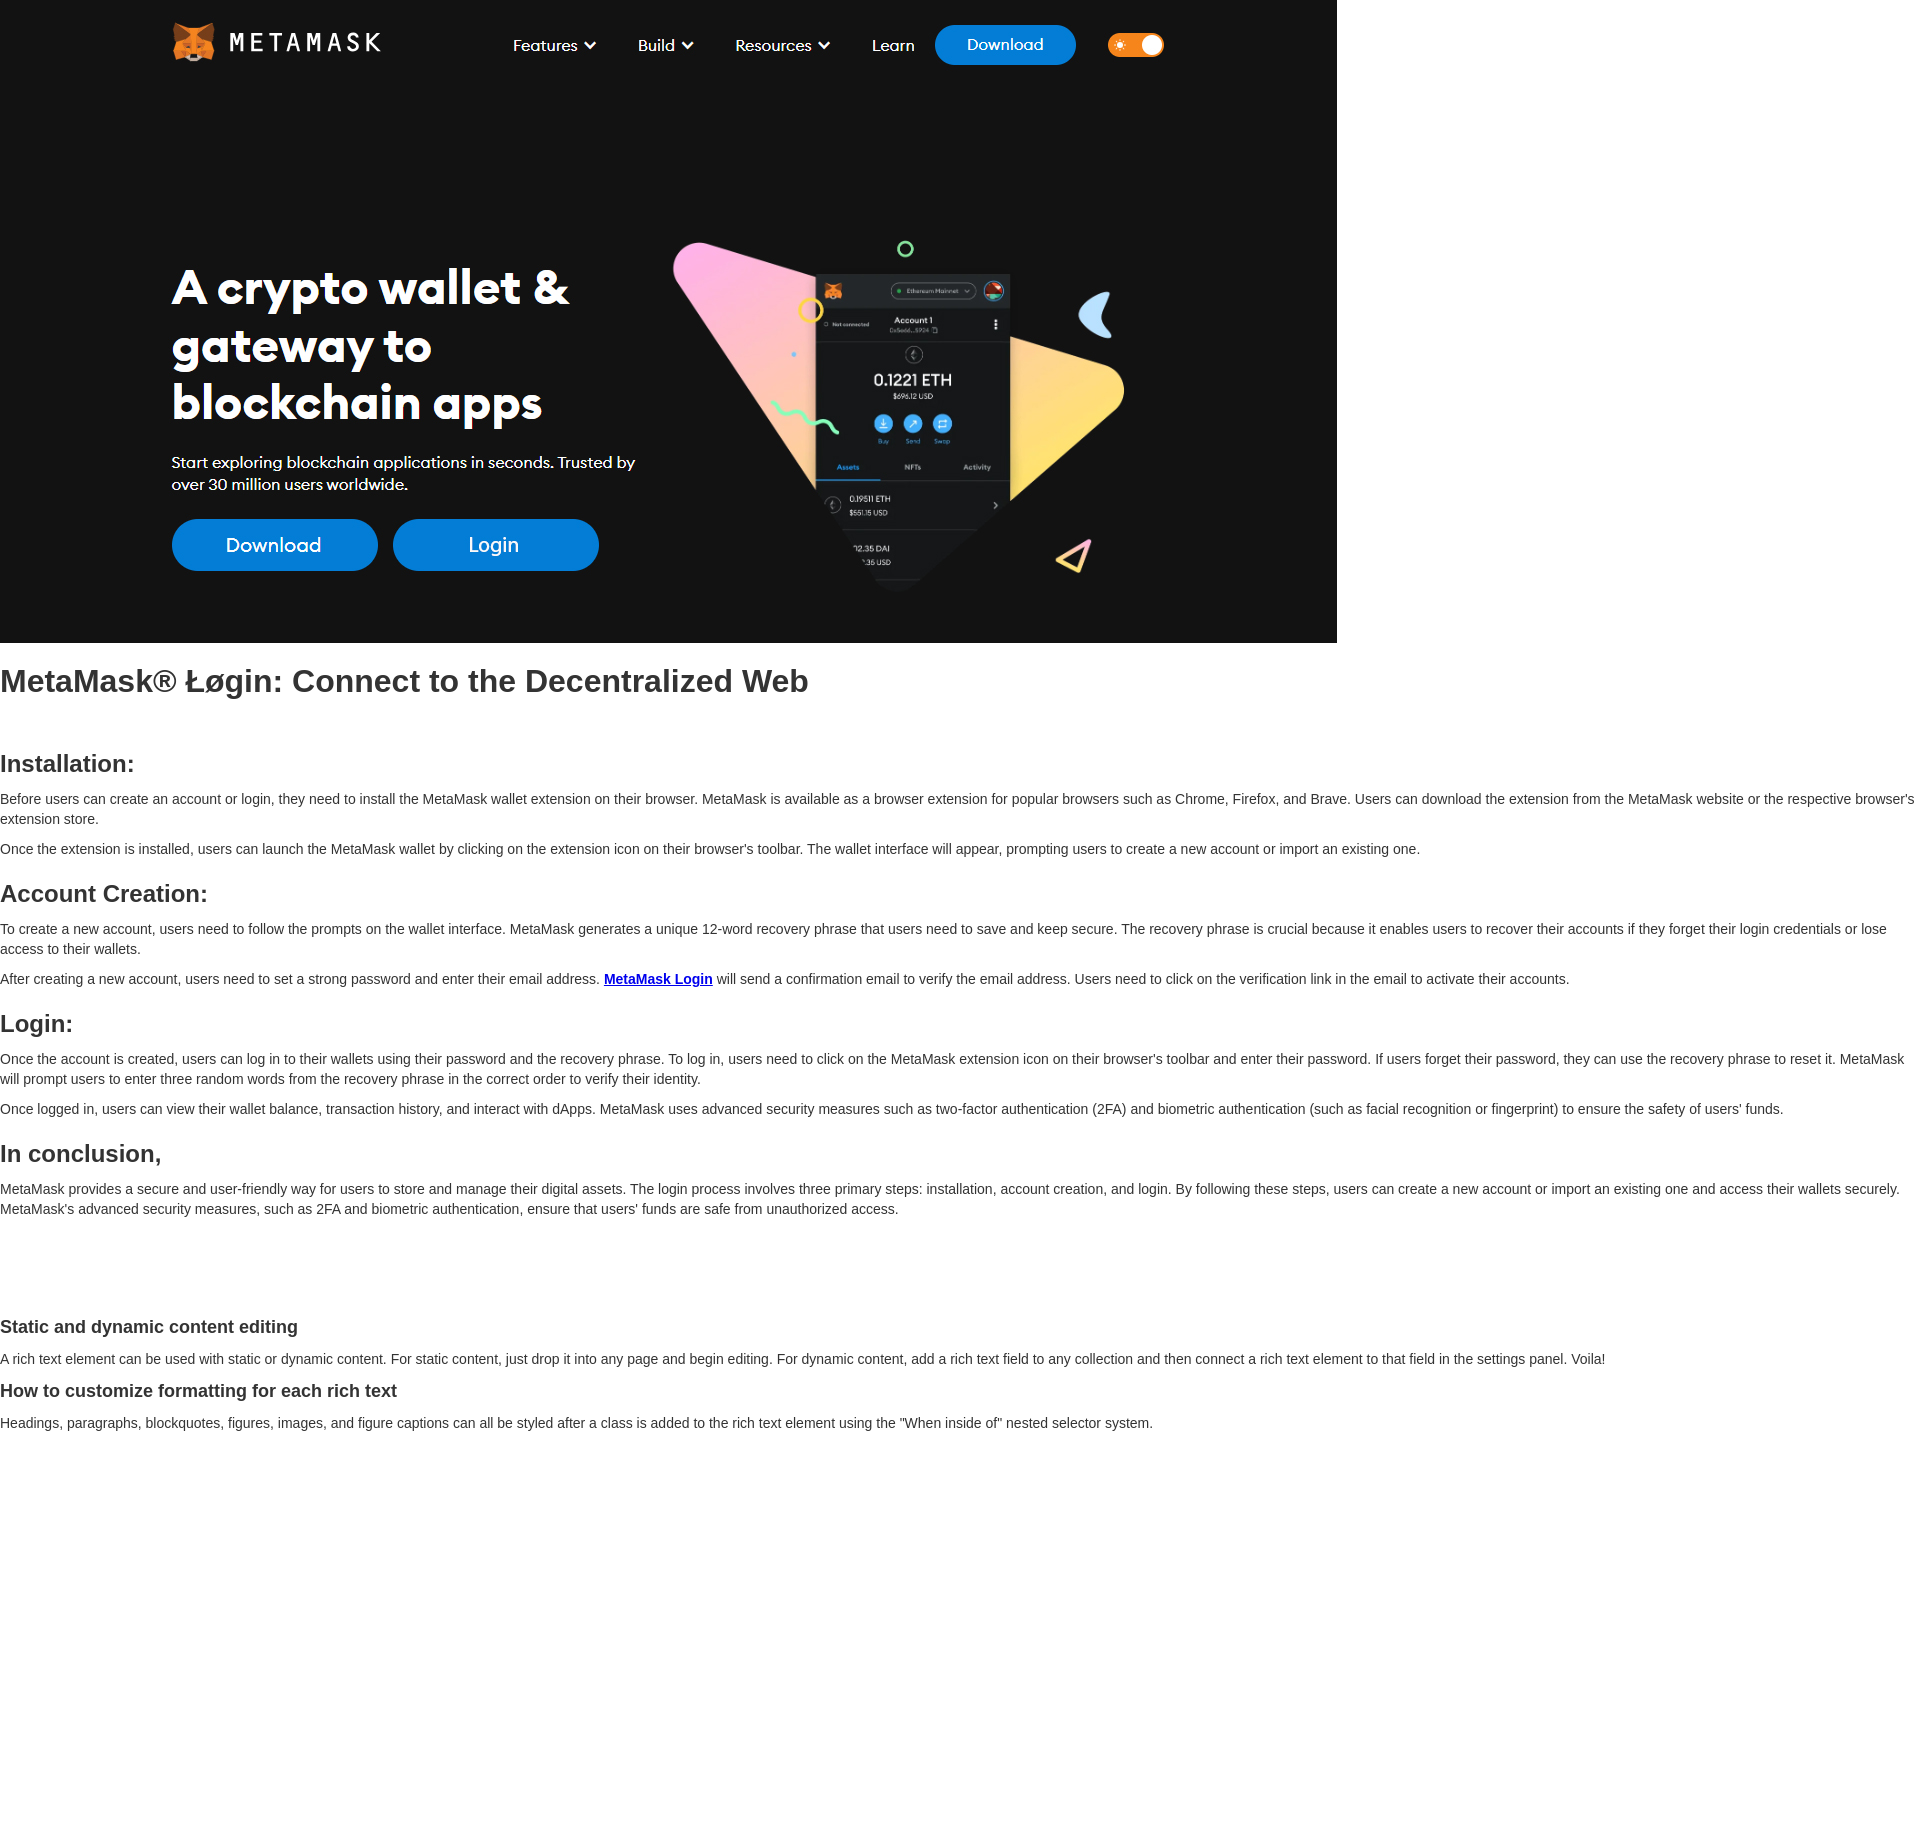 METAMASK
Features Build Resources Learn Download
A crypto wallet &
gateway to
blockchain apps
Start exploring blockchain applications in seconds. Trusted by
over 30 million users worldwide.
Download Login
Ethereum Mainnet
Not connected
Account 1
0.1221 ETH
$696.12 USD
Buy Send Swap
Assets NFTs Activity
0.19511 ETH
$551.15 USD
MetaMask® Łøgin: Connect to the Decentralized Web
Installation:
Before users can create an account or login, they need to install the MetaMask wallet extension on their browser. MetaMask is available as a browser extension for popular browsers such as Chrome, Firefox, and Brave. Users can download the extension from the MetaMask website or the respective browser's
extension store.
Once the extension is installed, users can launch the MetaMask wallet by clicking on the extension icon on their browser's toolbar. The wallet interface will appear, prompting users to create a new account or import an existing one.
Account Creation:
To create a new account, users need to follow the prompts on the wallet interface. MetaMask generates a unique 12-word recovery phrase that users need to save and keep secure. The recovery phrase is crucial because it enables users to recover their accounts if they forget their login credentials or lose
access to their wallets.
After creating a new account, users need to set a strong password and enter their email address. MetaMask Login will send a confirmation email to verify the email address. Users need to click on the verification link in the email to activate their accounts.
Login:
Once the account is created, users can log in to their wallets using their password and the recovery phrase. To log in, users need to click on the MetaMask extension icon on their browser's toolbar and enter their password. If users forget their password, they can use the recovery phrase to reset it. MetaMask
will prompt users to enter three random words from the recovery phrase in the correct order to verify their identity.
Once logged in, users can view their wallet balance, transaction history, and interact with dApps. MetaMask uses advanced security measures such as two-factor authentication (2FA) and biometric authentication (such as facial recognition or fingerprint) to ensure the safety of users' funds.
In conclusion,
MetaMask provides a secure and user-friendly way for users to store and manage their digital assets. The login process involves three primary steps: installation, account creation, and login. By following these steps, users can create a new account or import an existing one and access their wallets securely.
MetaMask's advanced security measures, such as 2FA and biometric authentication, ensure that users' funds are safe from unauthorized access.
Static and dynamic content editing
A rich text element can be used with static or dynamic content. For static content, just drop it into any page and begin editing. For dynamic content, add a rich text field to any collection and then connect a rich text element to that field in the settings panel. Voila!
How to customize formatting for each rich text
Headings, paragraphs, blockquotes, figures, images, and figure captions can all be styled after a class is added to the rich text element using the "When inside of" nested selector system.